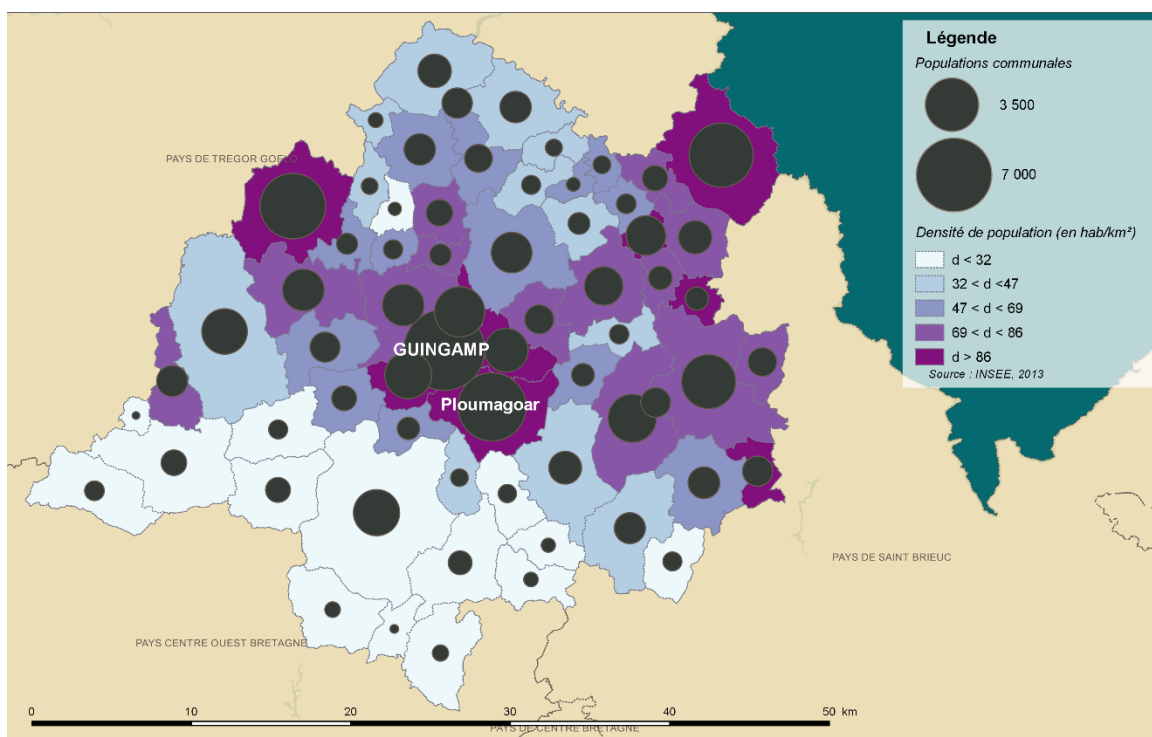 Légende
Populations communales
3 500
7 000
Densité de population (en hab/km²)
d < 32
32 < d <47
47 < d < 69
69 < d < 86
d > 86
Source : INSEE, 2013
PAYS DE TREGOR GOELO
GUINGAMP
Ploumagoar
PAYS DE SAINT BRIEUC
PAYS CENTRE OUEST BRETAGNE
0 10 20 30 40 50 km
PAYS DE CENTRE BRETAGNE